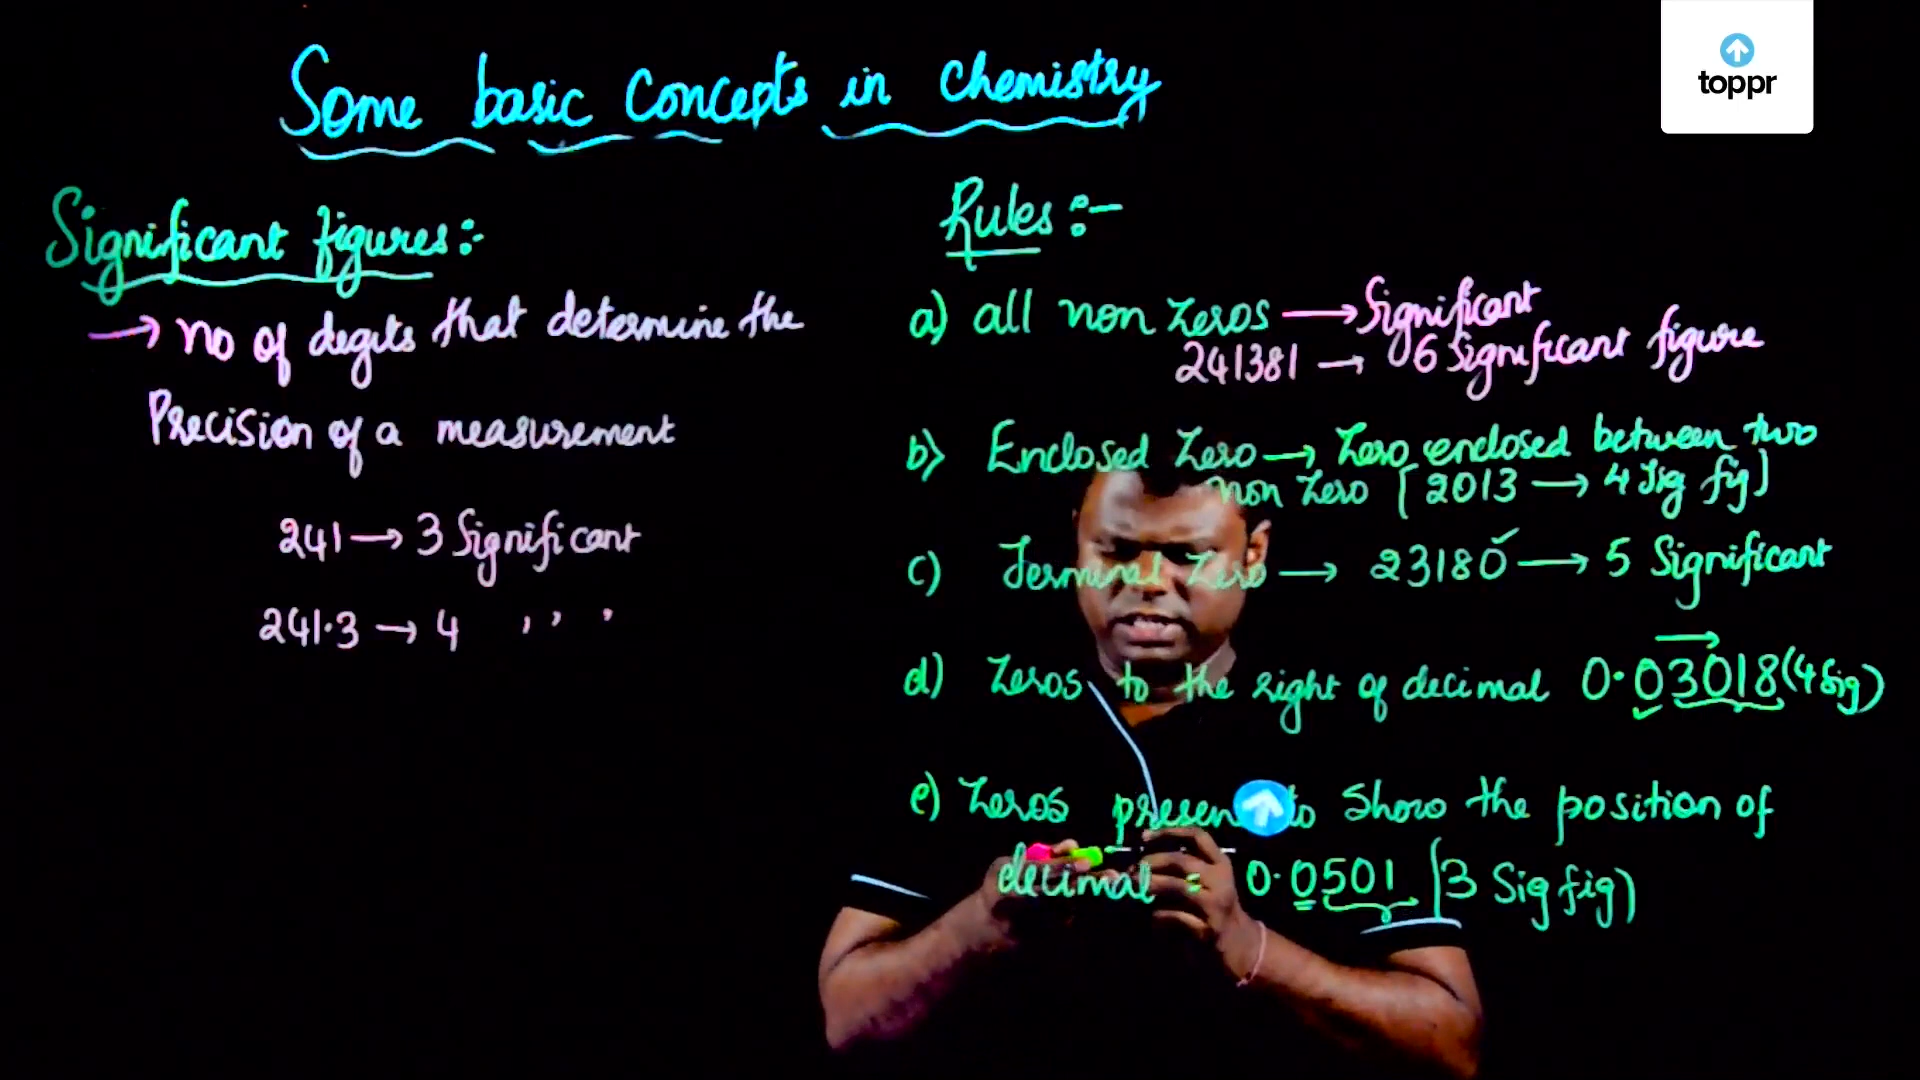 Some basic Concepts in Chemistry
toppr
Significant figures:-
→ no of degits that determine the
Precision of a measurement
241 → 3 Significant
241.3 → 4 , , ,
Rules :-
a) all non zeros → Significant
241381 → 6 Significant figure
b) Enclosed Zero → Zero enclosed between two
non zero [2013 → 4 Sig fig]
c) Terminal Zero → 23180 → 5 Significant
d) Zeros to the right of decimal 0.03018 (4 Sig)
e) Zeros present to Show the position of
decimal = 0.0501 (3 Sig fig)